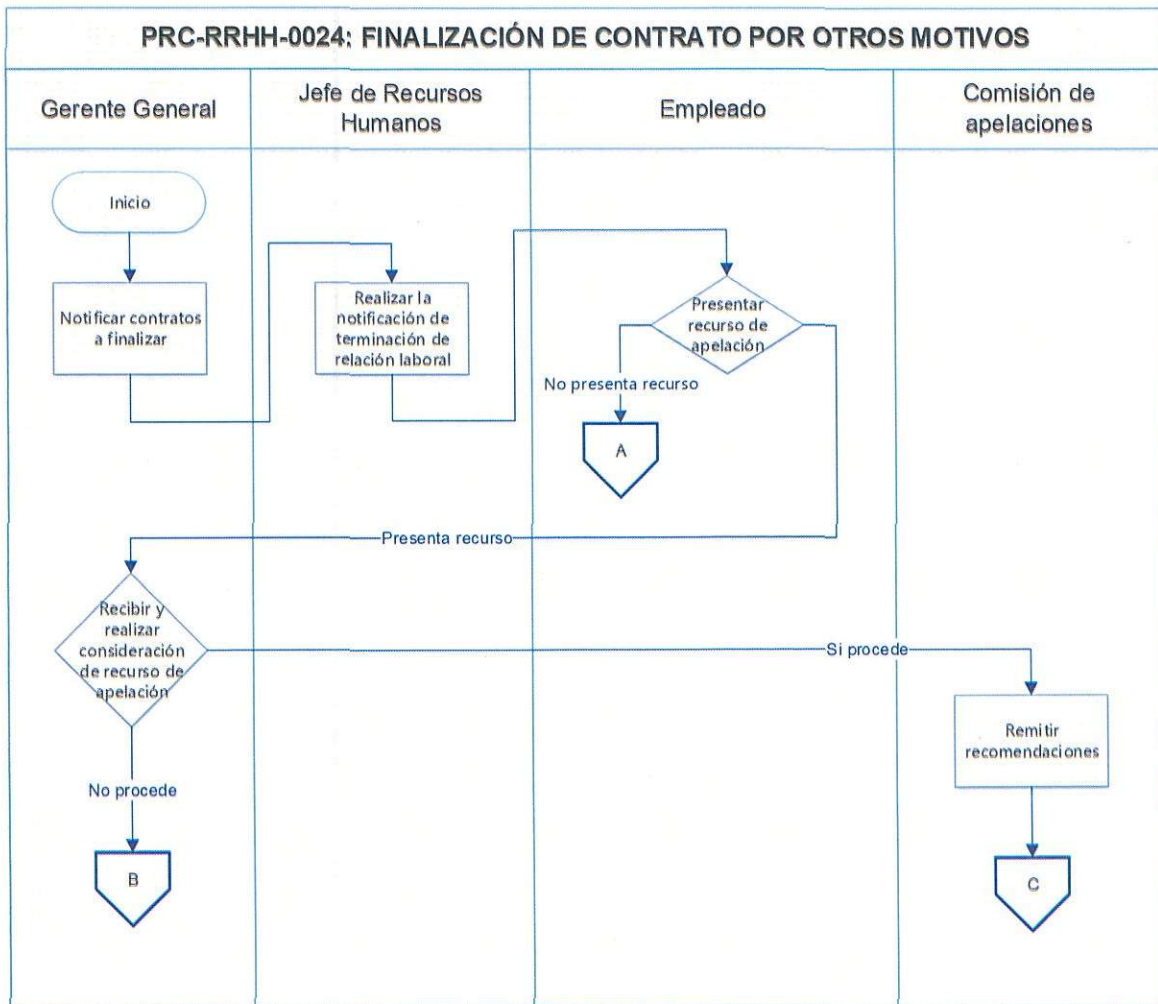 PRC-RRHH-0024: FINALIZACIÓN DE CONTRATO POR OTROS MOTIVOS
Gerente General
Jefe de Recursos
Humanos
Empleado
Comisión de
apelaciones
Inicio
Notificar contratos
a finalizar
Realizar la
notificación de
terminación de
relación laboral
Presentar
recurso de
apelación
No presenta recurso
A
Presenta recurso
Recibir y
realizar
consideración
de recurso de
apelación
Si procede
Remitir
recomendaciones
No procede
B
C